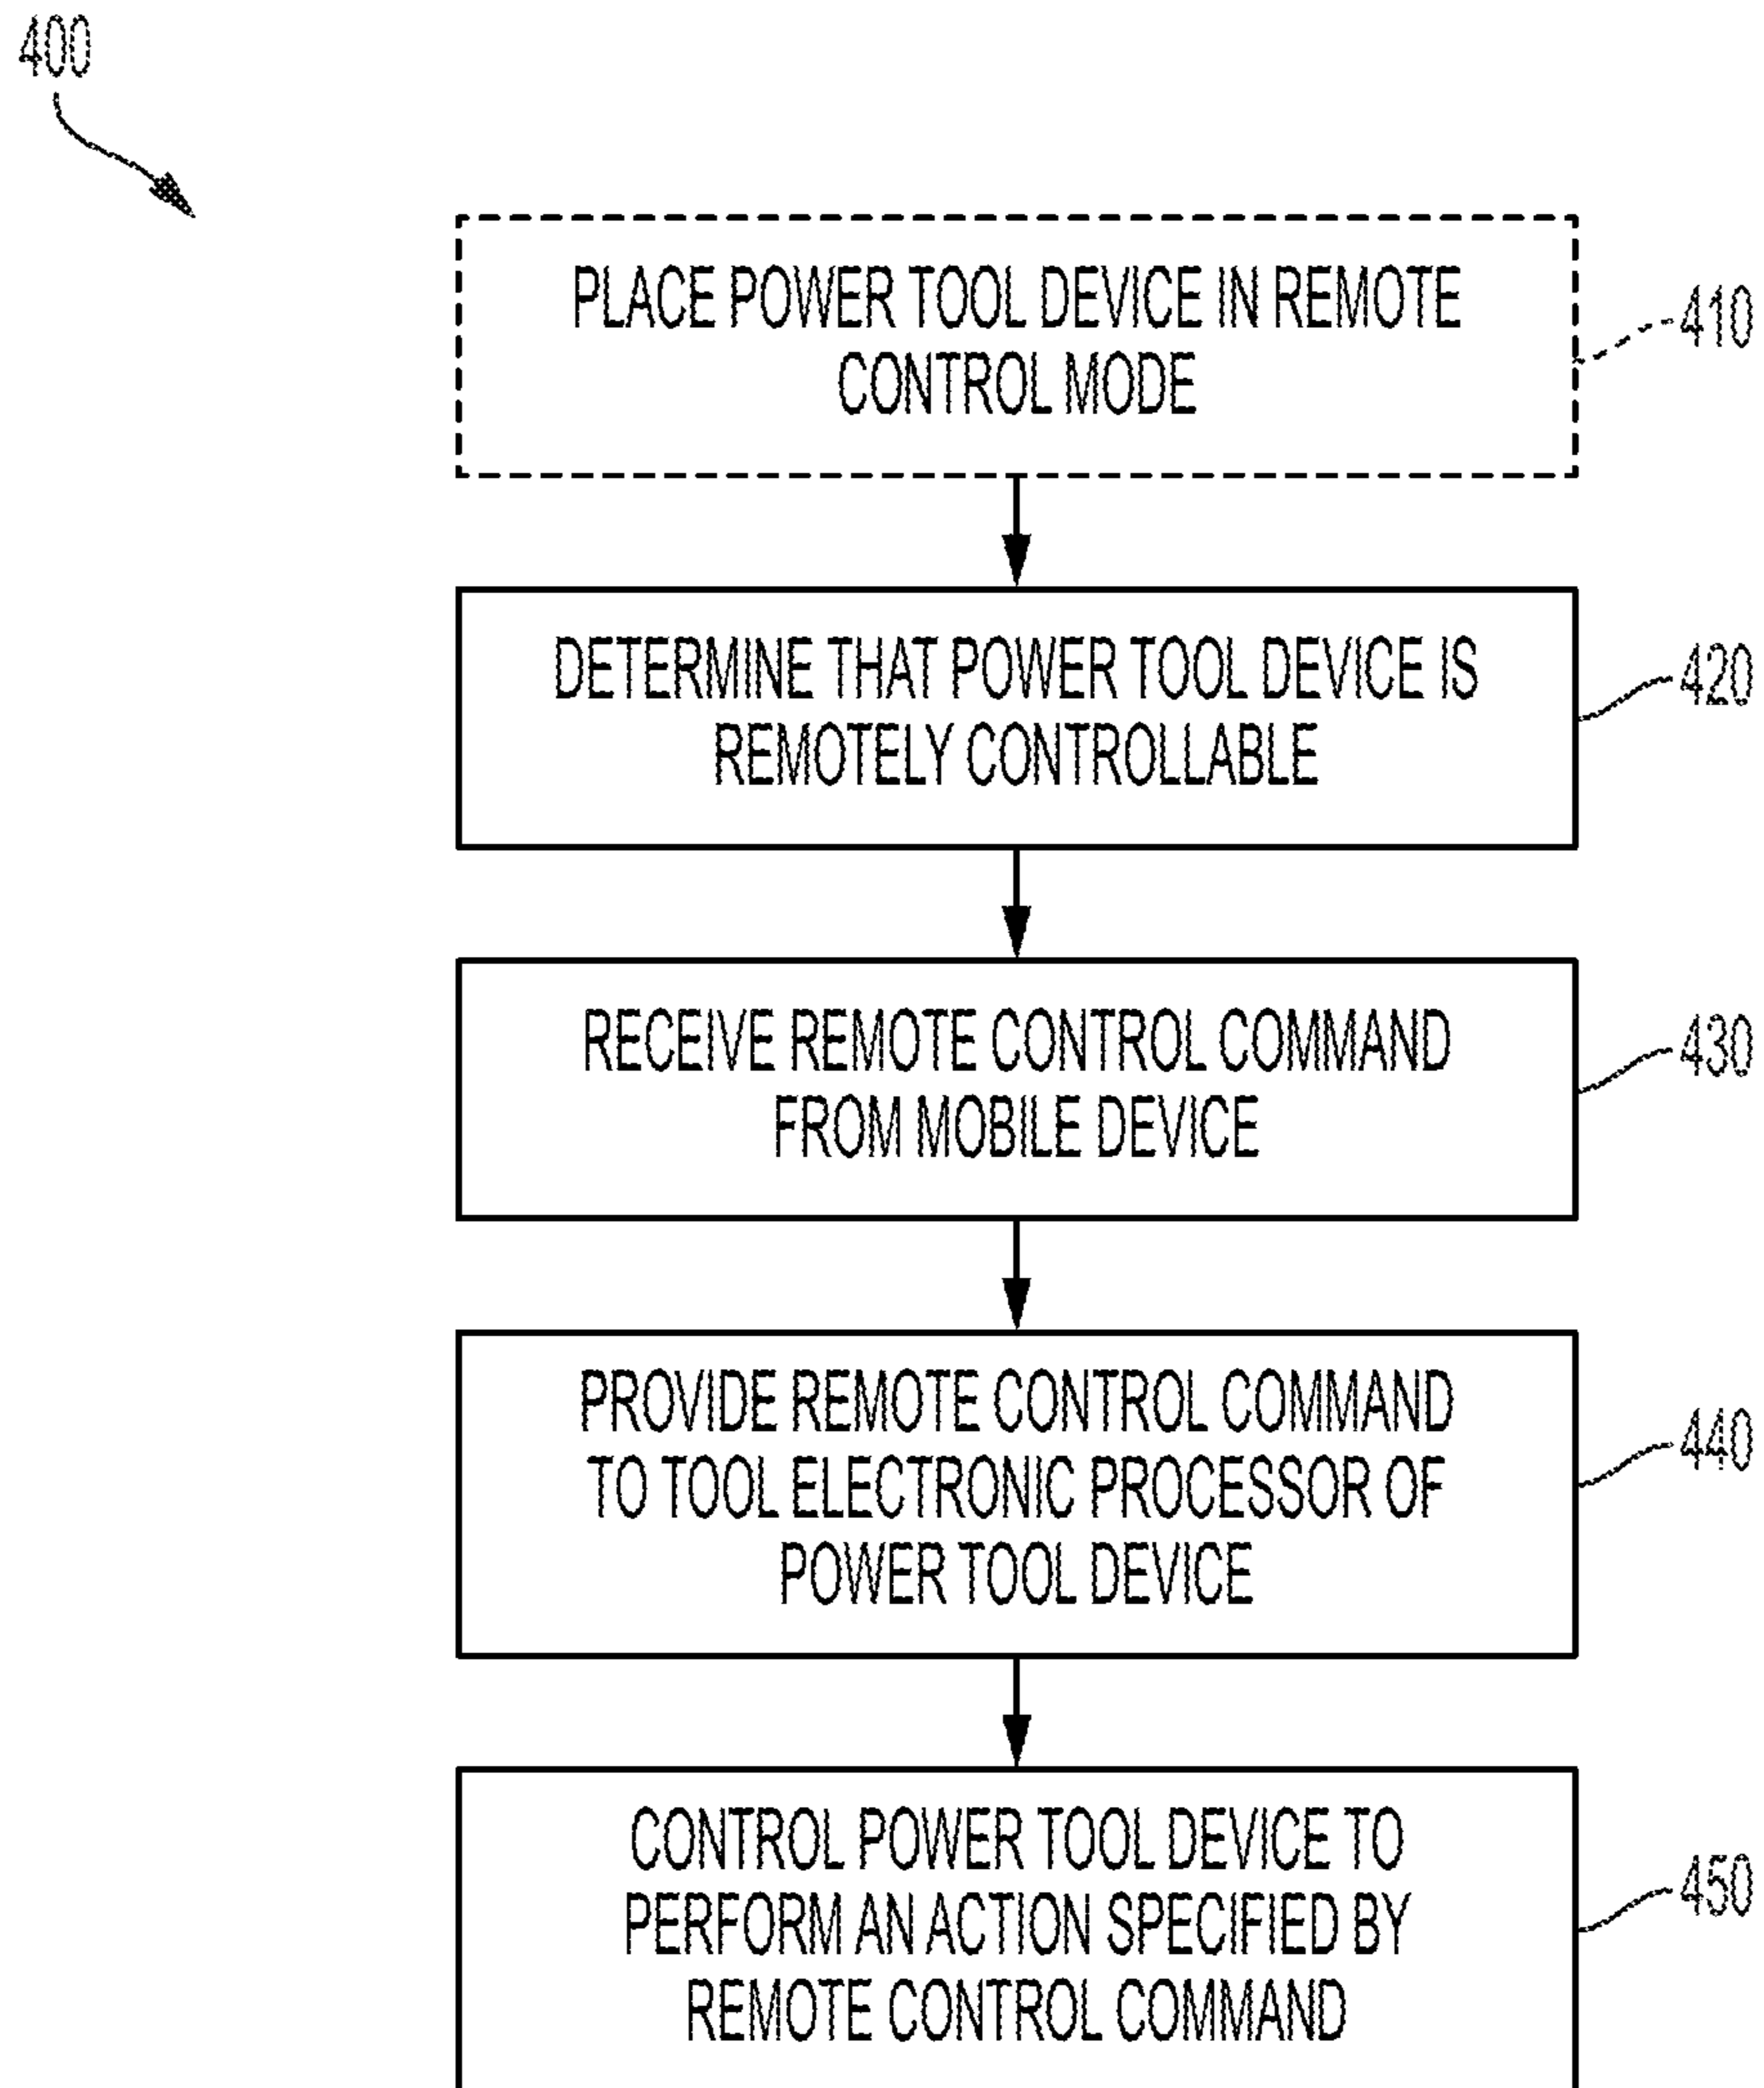 400
PLACE POWER TOOL DEVICE IN REMOTE
CONTROL MODE
410
DETERMINE THAT POWER TOOL DEVICE IS
REMOTELY CONTROLLABLE
420
RECEIVE REMOTE CONTROL COMMAND
FROM MOBILE DEVICE
430
PROVIDE REMOTE CONTROL COMMAND
TO TOOL ELECTRONIC PROCESSOR OF
POWER TOOL DEVICE
440
CONTROL POWER TOOL DEVICE TO
PERFORM AN ACTION SPECIFIED BY
REMOTE CONTROL COMMAND
450